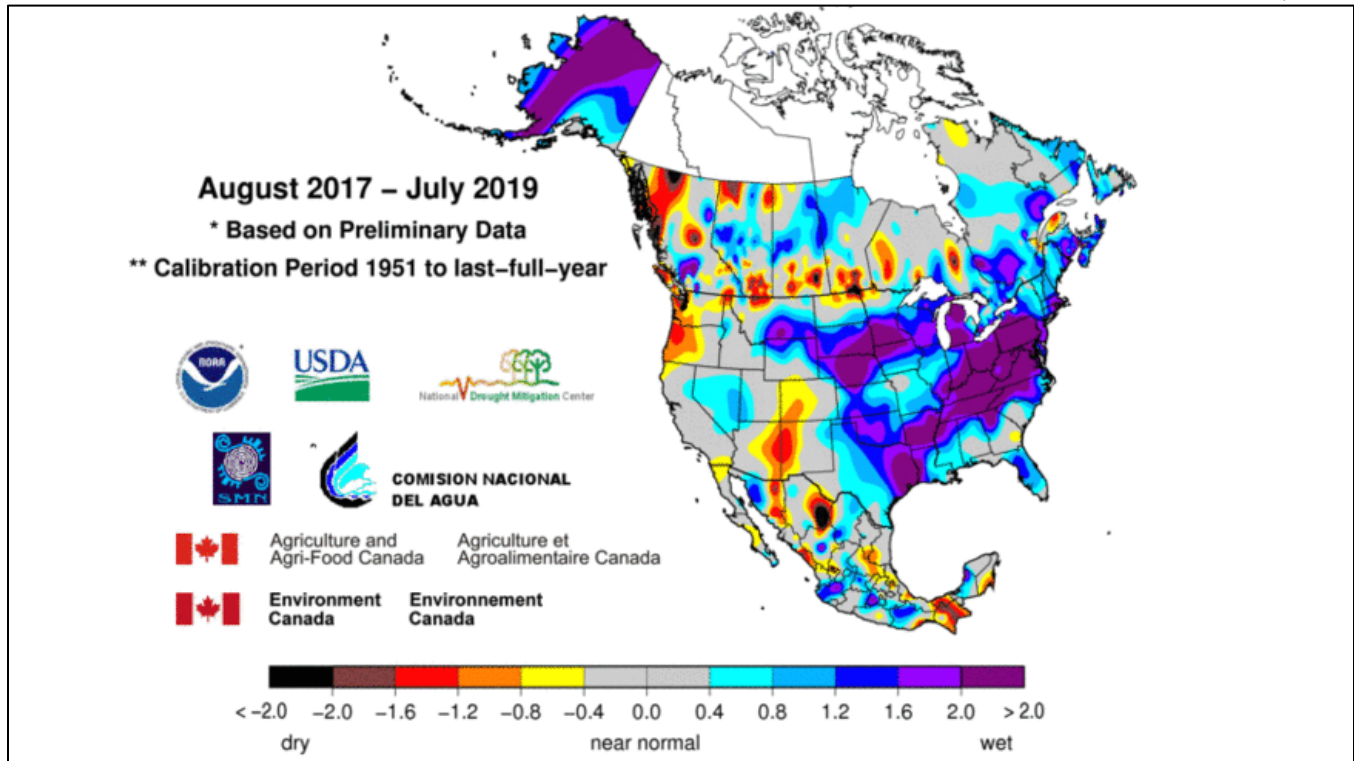 August 2017 – July 2019
* Based on Preliminary Data
** Calibration Period 1951 to last–full–year
NOAA
USDA
National Drought Mitigation Center
SMN
COMISION NACIONAL
DEL AGUA
Agriculture and Agriculture et
Agri-Food Canada Agroalimentaire Canada
Environment Environnement
Canada Canada
< –2.0 –2.0 –1.6 –1.2 –0.8 –0.4 0.0 0.4 0.8 1.2 1.6 2.0 > 2.0
dry near normal wet